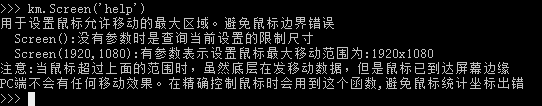 >>> km.Screen('help')
用于设置鼠标允许移动的最大区域。避免鼠标边界错误
Screen():没有参数时是查询当前设置的限制尺寸
Screen(1920,1080):有参数表示设置鼠标最大移动范围为:1920x1080
注意:当鼠标超过上面的范围时，虽然底层在发移动数据，但是鼠标已到达屏幕边缘
PC端不会有任何移动效果。在精确控制鼠标时会用到这个函数,避免鼠标统计坐标出错
>>>